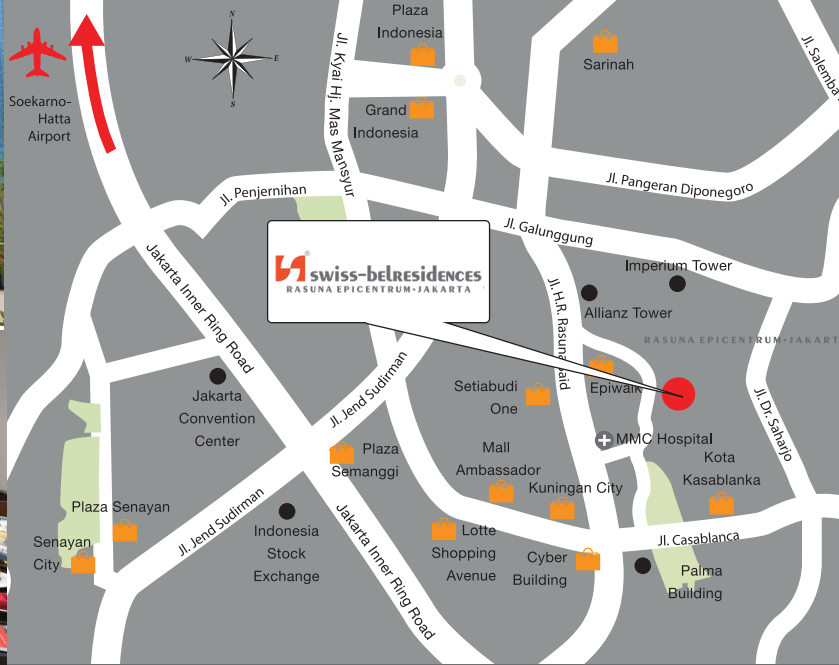 N
W
E
S
Soekarno-
Hatta
Airport
Plaza
Indonesia
Sarinah
Jl. Salemba
Jl. Kyai Hj. Mas Mansyur
Grand
Indonesia
Jl. Penjernihan
Jl. Pangeran Diponegoro
Jl. Galunggung
swiss-belresidences
RASUNA EPICENTRUM·JAKARTA
Imperium Tower
Allianz Tower
Jakarta Inner Ring Road
Jl. H.R. Rasuna Said
RASUNA EPICENTRUM·JAKART
Jl. Jend Sudirman
Setiabudi
One
Epiwalk
Jl. Dr. Saharjo
Jakarta
Convention
Center
Plaza
Semanggi
Mall
Ambassador
MMC Hospital
Kota
Kasablanka
Kuningan City
Plaza Senayan
Senayan
City
Jl. Jend Sudirman
Indonesia
Stock
Exchange
Jakarta Inner Ring Road
Lotte
Shopping
Avenue
Cyber
Building
Jl. Casablanca
Palma
Building